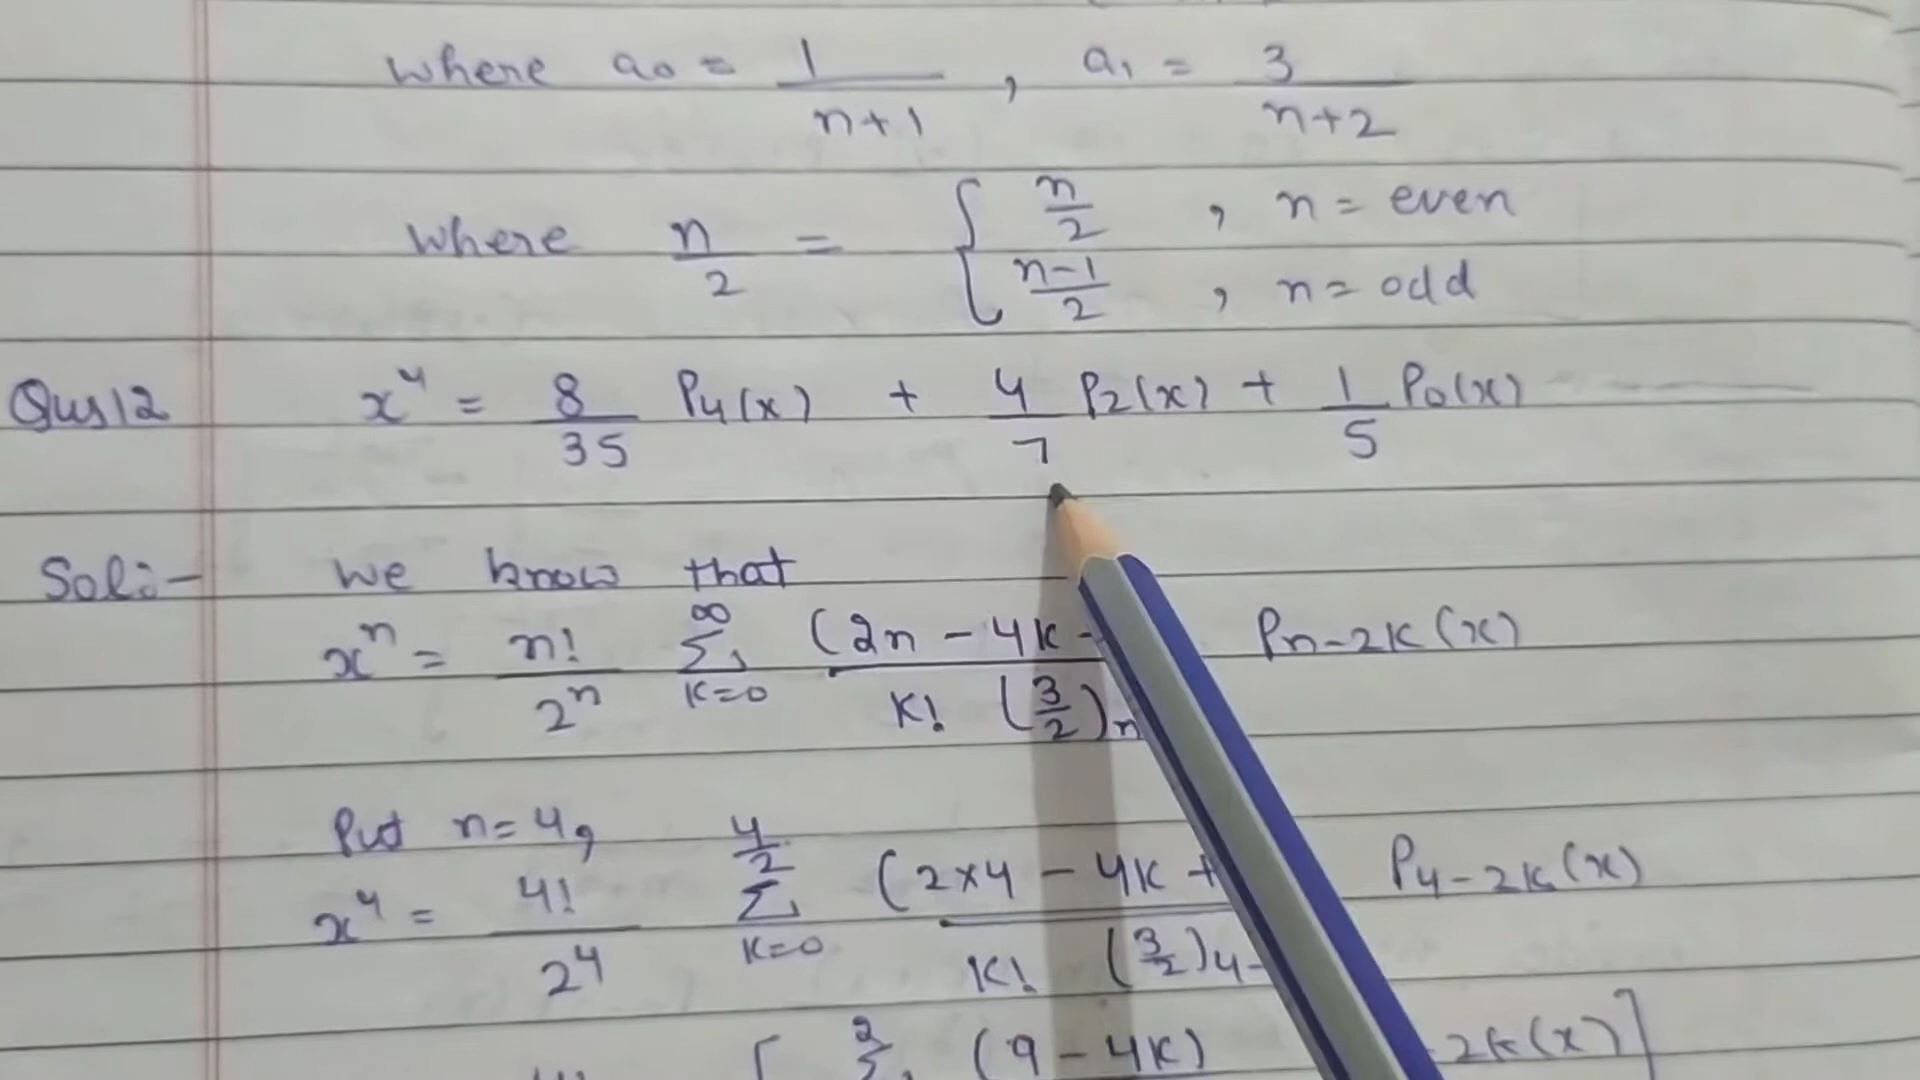 where a₀ = 1/(n+1) , a₁ = 3/(n+2)
where n/2 = { n/2 , n = even
(n-1)/2 , n = odd
Qus12 x⁴ = 8/35 P₄(x) + 4/7 P₂(x) + 1/5 P₀(x)
Sol:- we know that
xⁿ = n!/2ⁿ ∞ Σ K=0 (2n - 4K / K! (3/2)n Pn-2K(x)
Put n=4,
x⁴ = 4!/2⁴ 4/2 Σ K=0 (2×4 - 4K + / K! (3/2)4- P4-2K(x)
[ 2 Σ (9-4K) 2K(x)]